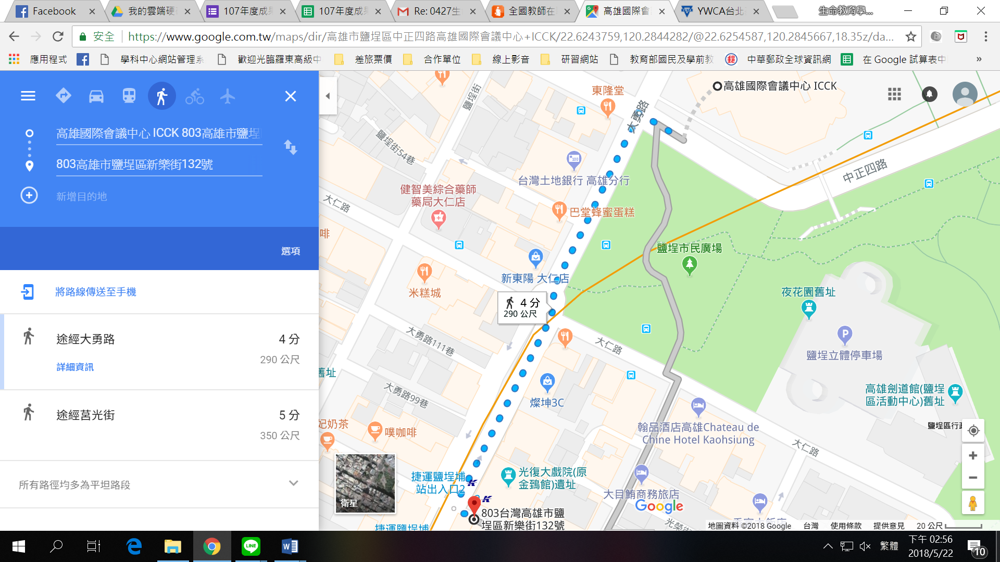 Facebook
我的雲端硬
107年度成果
107年度成果
Re: 0427生
全國教師在
高雄國際會
YWCA台北
生命教育學...
安全
https://www.google.com.tw/maps/dir/高雄市鹽埕區中正四路高雄國際會議中心+ICCK/22.6243759,120.2844282/@22.6254587,120.2845667,18.35z/da...
應用程式
學科中心網站管理系
歡迎光臨羅東高級中
差旅票價
合作單位
線上影音
研習網站
教育部國民及學前教
中華郵政全球資訊網
在 Google 試算表中
»
高雄國際會議中心 ICCK 803高雄市鹽埕
803高雄市鹽埕區新樂街132號
新增目的地
選項
將路線傳送至手機
途經大勇路
4 分
290 公尺
詳細資訊
途經莒光街
5 分
350 公尺
所有路徑均多為平坦路段
高雄國際會議中心 ICCK
東隆堂
大勇路
鹽埕街
鹽埕街54巷
中正四路
台灣土地銀行 高雄分行
健智美綜合藥師
藥局大仁店
大仁路
巴堂蜂蜜蛋糕
啡
鹽埕市民廣場
新東陽 大仁店
米糕城
4 分
290 公尺
夜花園舊址
大勇路111巷
大仁路
鹽埕立體停車場
舊址
大勇路99巷
燦坤3C
高雄劍道館(鹽埕
區活動中心)舊址
妃奶茶
噗咖啡
翰品酒店高雄Chateau de
Chine Hotel Kaohsiung
鹽埕區行政
大仁路
捷運鹽埕埔
站出入口2
光復大戲院(原
金鵄館)遺址
大目鮪商務旅店
衛星
Google
803台灣高雄市鹽
埕區新樂街132號
捷運鹽埕埔
光榮街
地圖資料 ©2018 Google
台灣
使用條款
提供意見
20 公尺
繁體
下午 02:56
2018/5/22
10